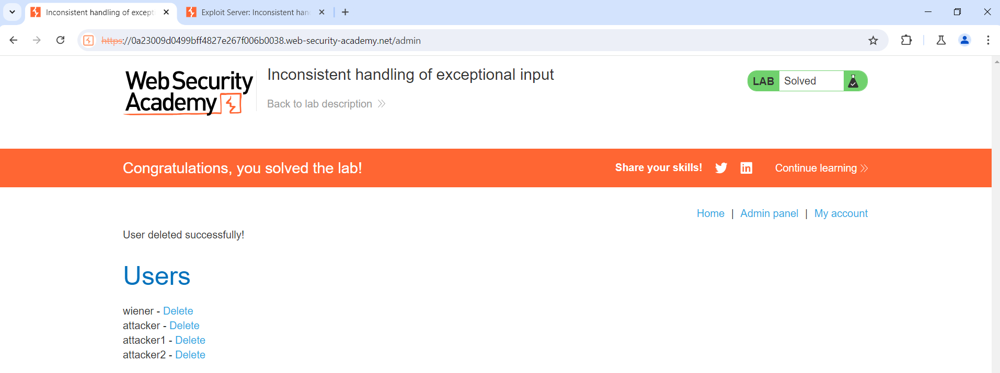 Inconsistent handling of except
Exploit Server: Inconsistent han
https://0a23009d0499bff4827e267f006b0038.web-security-academy.net/admin
Web Security
Academy
Inconsistent handling of exceptional input
Back to lab description
LAB Solved
Congratulations, you solved the lab!
Share your skills!
Continue learning
Home | Admin panel | My account
User deleted successfully!
Users
wiener - Delete
attacker - Delete
attacker1 - Delete
attacker2 - Delete